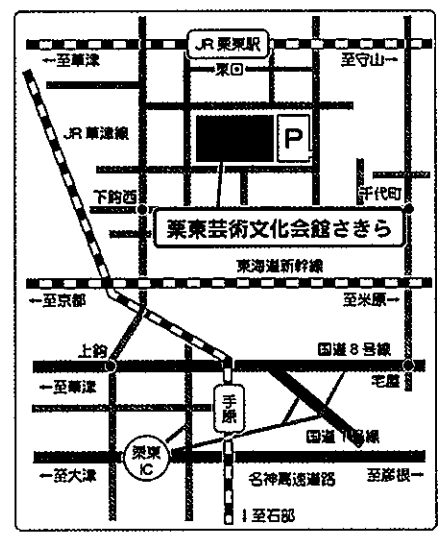 JR栗東駅
←至草津
東口
至守山→
JR草津線
P
下鈎西
千代町
栗東芸術文化会館さきら
東海道新幹線
←至京都
至米原→
上鈎
国道8号線
←至草津
宅屋
手原
国道1号線
栗東
IC
←至大津
名神高速道路
至彦根→
↓至石部